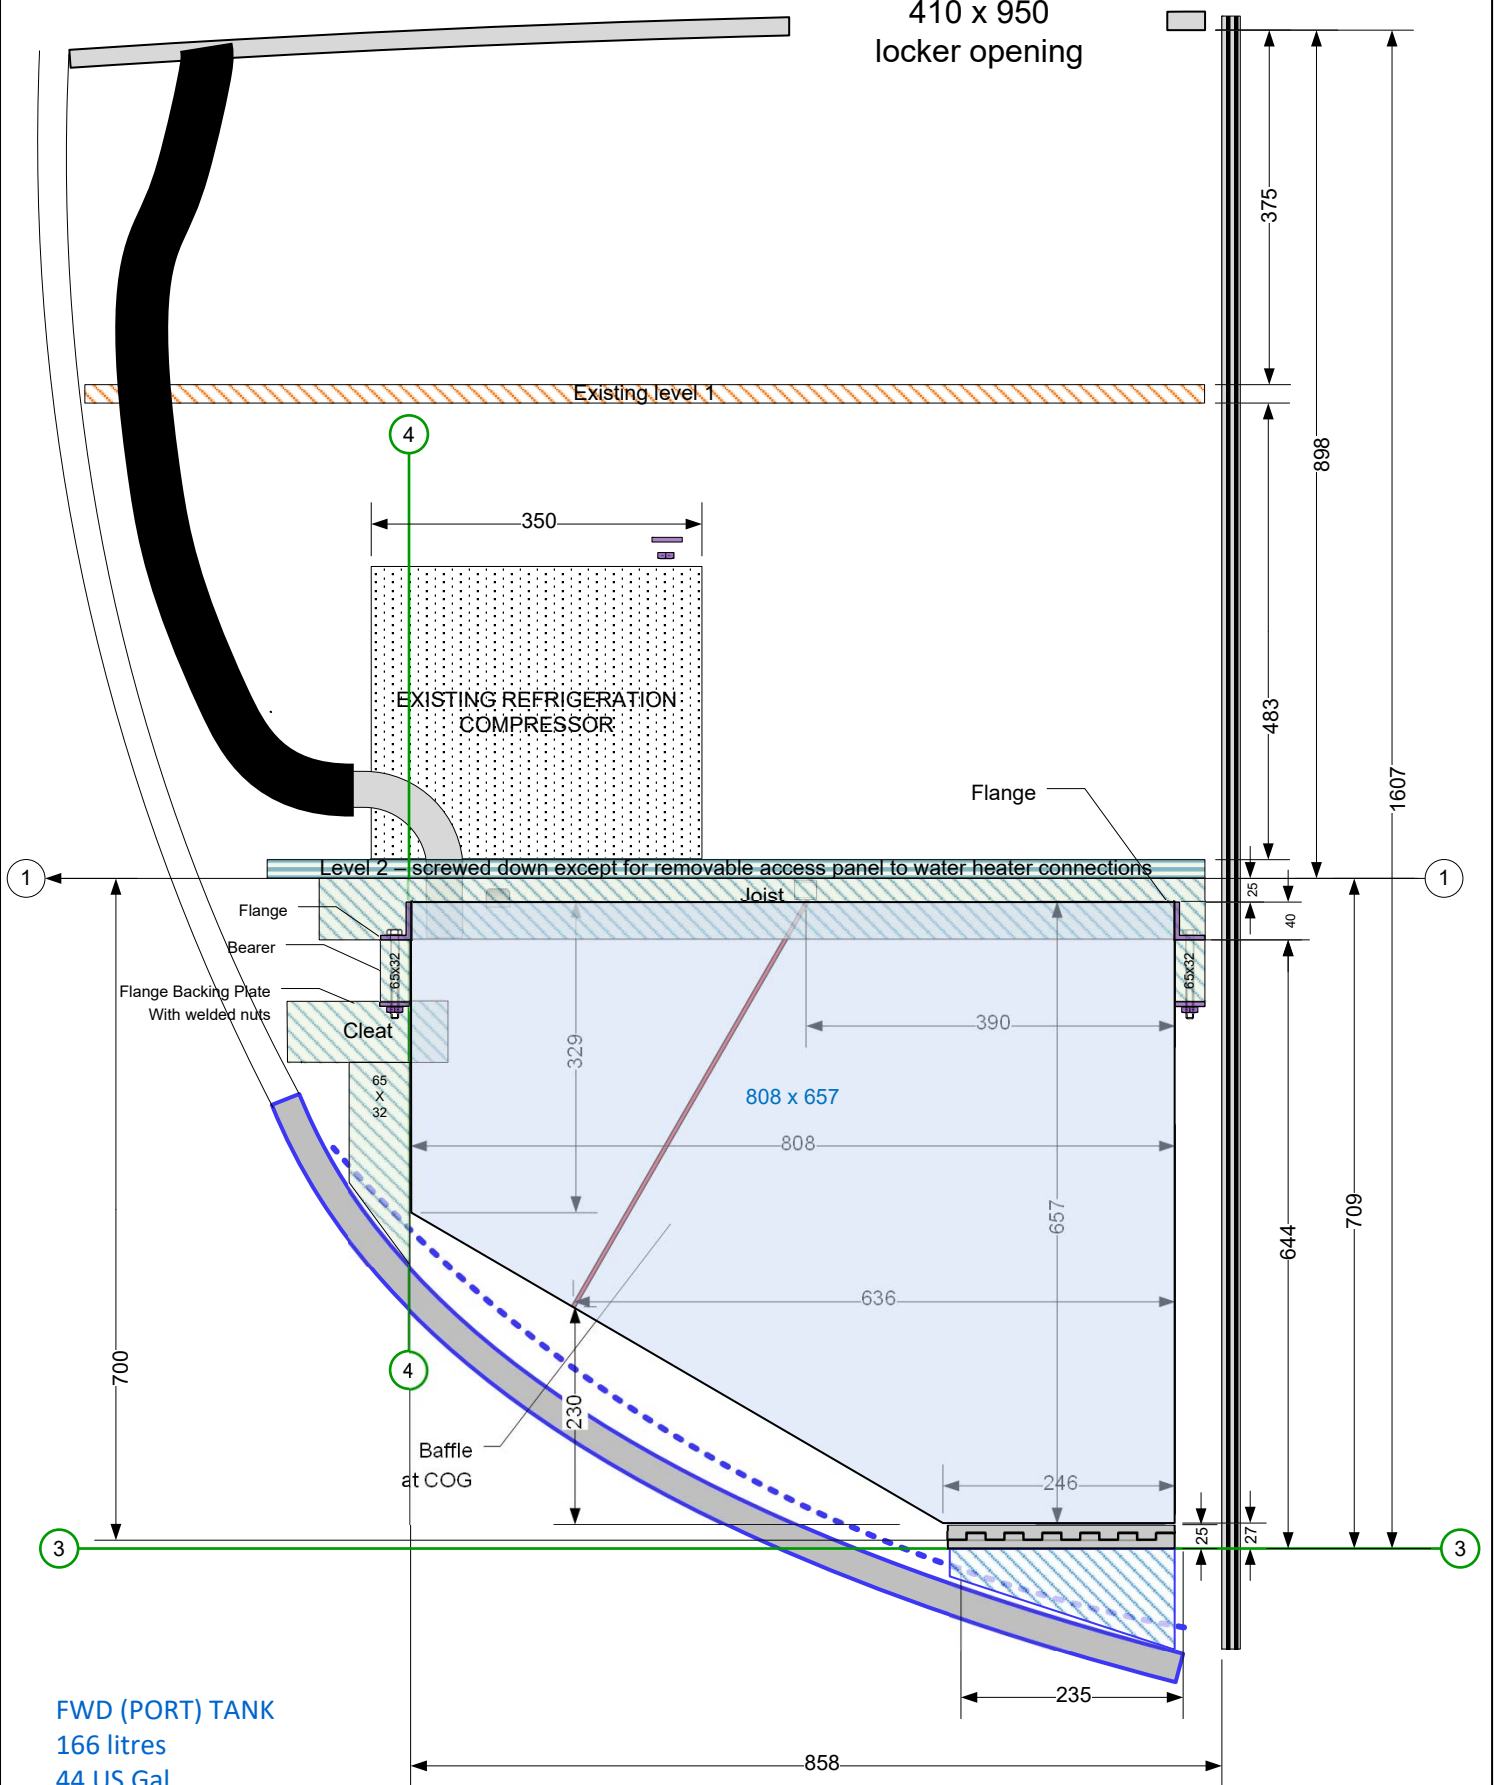 410 x 950
locker opening
375
898
1607
Existing level 1
4
350
483
EXISTING REFRIGERATION
COMPRESSOR
Flange
Level 2 – screwed down except for removable access panel to water heater connections
1
1
Joist
25
40
Flange
Bearer
65x32
65x32
Flange Backing Plate
With welded nuts
Cleat
390
329
65
X
32
808 x 657
808
657
709
644
636
700
4
230
Baffle
at COG
246
25
27
3
3
235
FWD (PORT) TANK
166 litres
44 US Gal
858